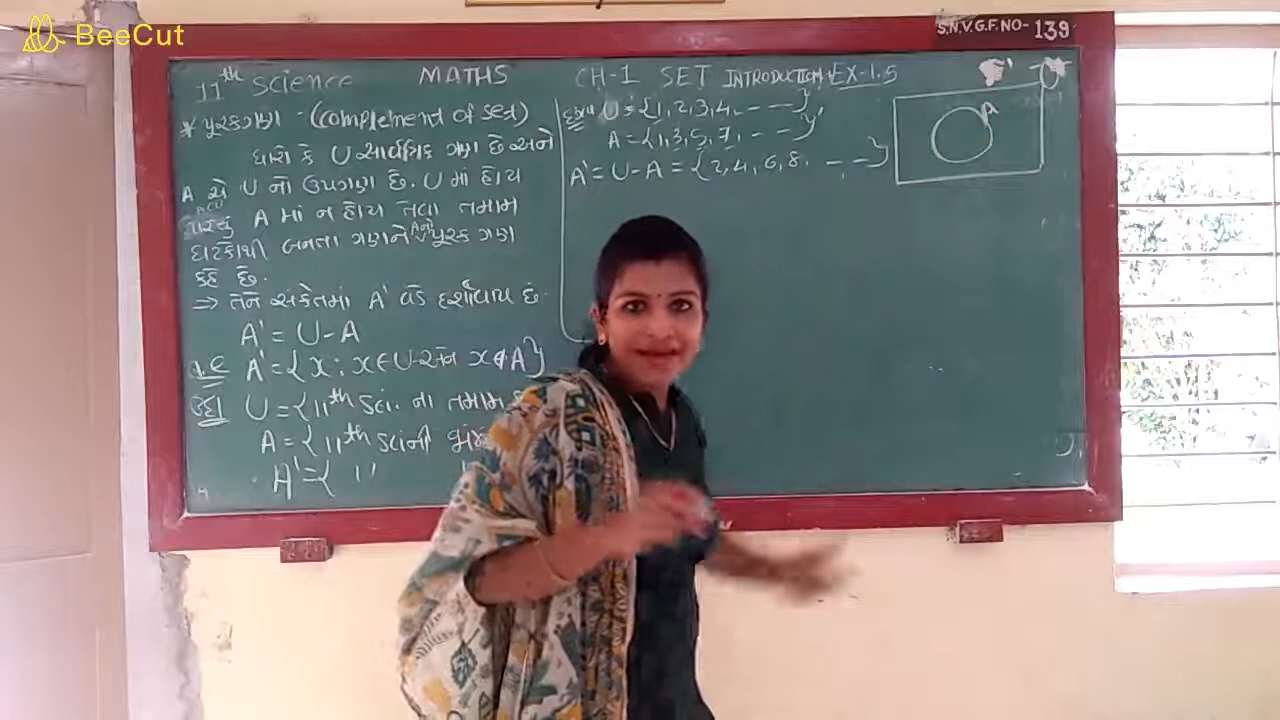 BeeCut
S.N.V.G.F.NO- 139
11th Science MATHS CH-1 SET INTRODUCTION EX-1.5
* પૂરકગણ - (complement of set)
ધારો કે U સાર્વત્રિક ગણ છે અને
A એ U નો ઉપગણ છે. U માં હોય
A⊂U
પરંતુ A માં ન હોય તેવા તમામ
ઘટકોથી બનતા ગણને Aનો પૂરક ગણ
કહે છે.
⇒ તેને સંકેતમાં A' વડે દર્શાવાય છે.
A' = U-A
A' = { x : x ∈ U અને x ∉ A }
U = { 11th ના તમામ
A = { 11th
A' = { "
U = {1,2,3,4, - - -}
A = {1,3,5,7, - - }
A' = U-A = {2,4,6,8, - - }
U
A